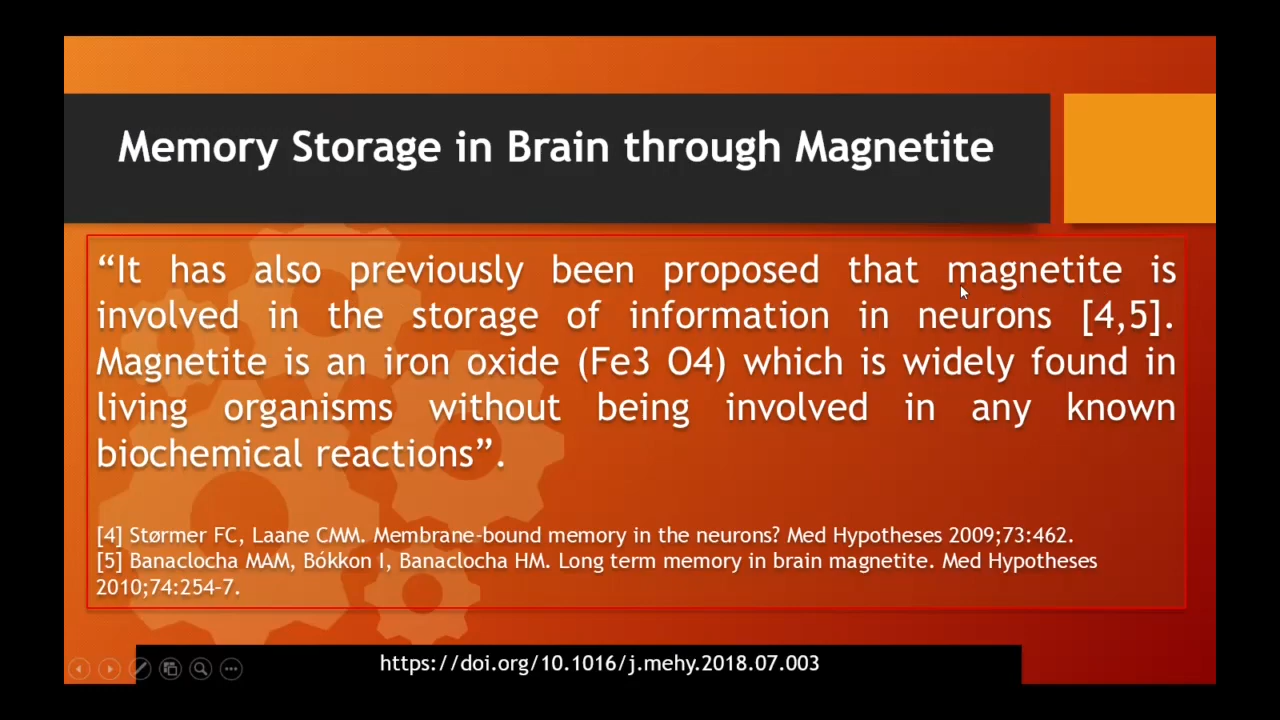 Memory Storage in Brain through Magnetite
“It has also previously been proposed that magnetite is
involved in the storage of information in neurons [4,5].
Magnetite is an iron oxide (Fe3 O4) which is widely found in
living organisms without being involved in any known
biochemical reactions”.
[4] Størmer FC, Laane CMM. Membrane-bound memory in the neurons? Med Hypotheses 2009;73:462.
[5] Banaclocha MAM, Bókkon I, Banaclocha HM. Long term memory in brain magnetite. Med Hypotheses
2010;74:254–7.
https://doi.org/10.1016/j.mehy.2018.07.003